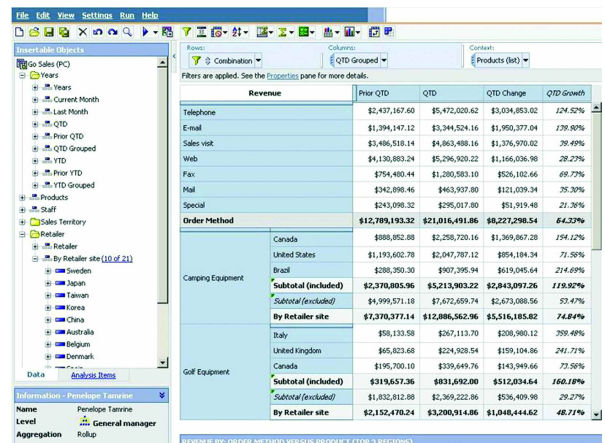 File Edit View Settings Run Help
Insertable Objects
Go Sales (PC)
Years
Years
Current Month
Last Month
QTD
Prior QTD
QTD Grouped
YTD
Prior YTD
YTD Grouped
Products
Staff
Sales Territory
Retailer
Retailer
By Retailer site (10 of 21)
Sweden
Japan
Taiwan
Korea
China
Australia
Belgium
Denmark
Data Analysis Items
Information - Penelope Tamrine
Name Penelope Tamrine
Level General manager
Aggregation Rollup
Rows: Columns: Context:
Combination QTD Grouped Products (list)
Filters are applied. See the Properties pane for more details.
Revenue Prior QTD QTD QTD Change QTD Growth
Telephone $2,437,167.60 $5,472,020.62 $3,034,853.02 124.52%
E-mail $1,394,147.12 $3,344,524.16 $1,950,377.04 139.90%
Sales visit $3,486,518.14 $4,863,488.16 $1,376,970.02 39.49%
Web $4,130,883.24 $5,296,920.22 $1,166,036.98 28.23%
Fax $754,480.44 $1,280,583.10 $526,102.66 69.73%
Mail $342,898.46 $463,937.80 $121,039.34 35.30%
Special $243,098.32 $295,017.80 $51,919.48 21.36%
Order Method $12,789,193.32 $21,016,491.86 $8,227,298.54 64.33%
Camping Equipment
Canada $888,852.88 $2,258,720.16 $1,369,867.28 154.12%
United States $1,193,602.78 $2,047,787.12 $854,184.34 71.56%
Brazil $288,350.30 $907,395.94 $619,045.64 214.69%
Subtotal (included) $2,370,805.96 $5,213,903.22 $2,843,097.26 119.92%
Subtotal (excluded) $4,999,571.18 $7,672,659.74 $2,673,088.56 53.47%
By Retailer site $7,370,377.14 $12,886,562.96 $5,516,185.82 74.84%
Golf Equipment
Italy $58,133.58 $267,113.70 $208,980.12 359.48%
United Kingdom $65,823.68 $224,928.54 $159,104.86 241.71%
Canada $195,700.10 $339,649.76 $143,949.66 73.56%
Subtotal (included) $319,657.36 $831,692.00 $512,034.64 160.18%
Subtotal (excluded) $1,832,812.88 $2,369,222.86 $536,409.98 29.27%
By Retailer site $2,152,470.24 $3,200,914.86 $1,048,444.62 48.71%
REVENUE BY: ORDER METHOD VERSUS PRODUCT (TOP 3 REGIONS)